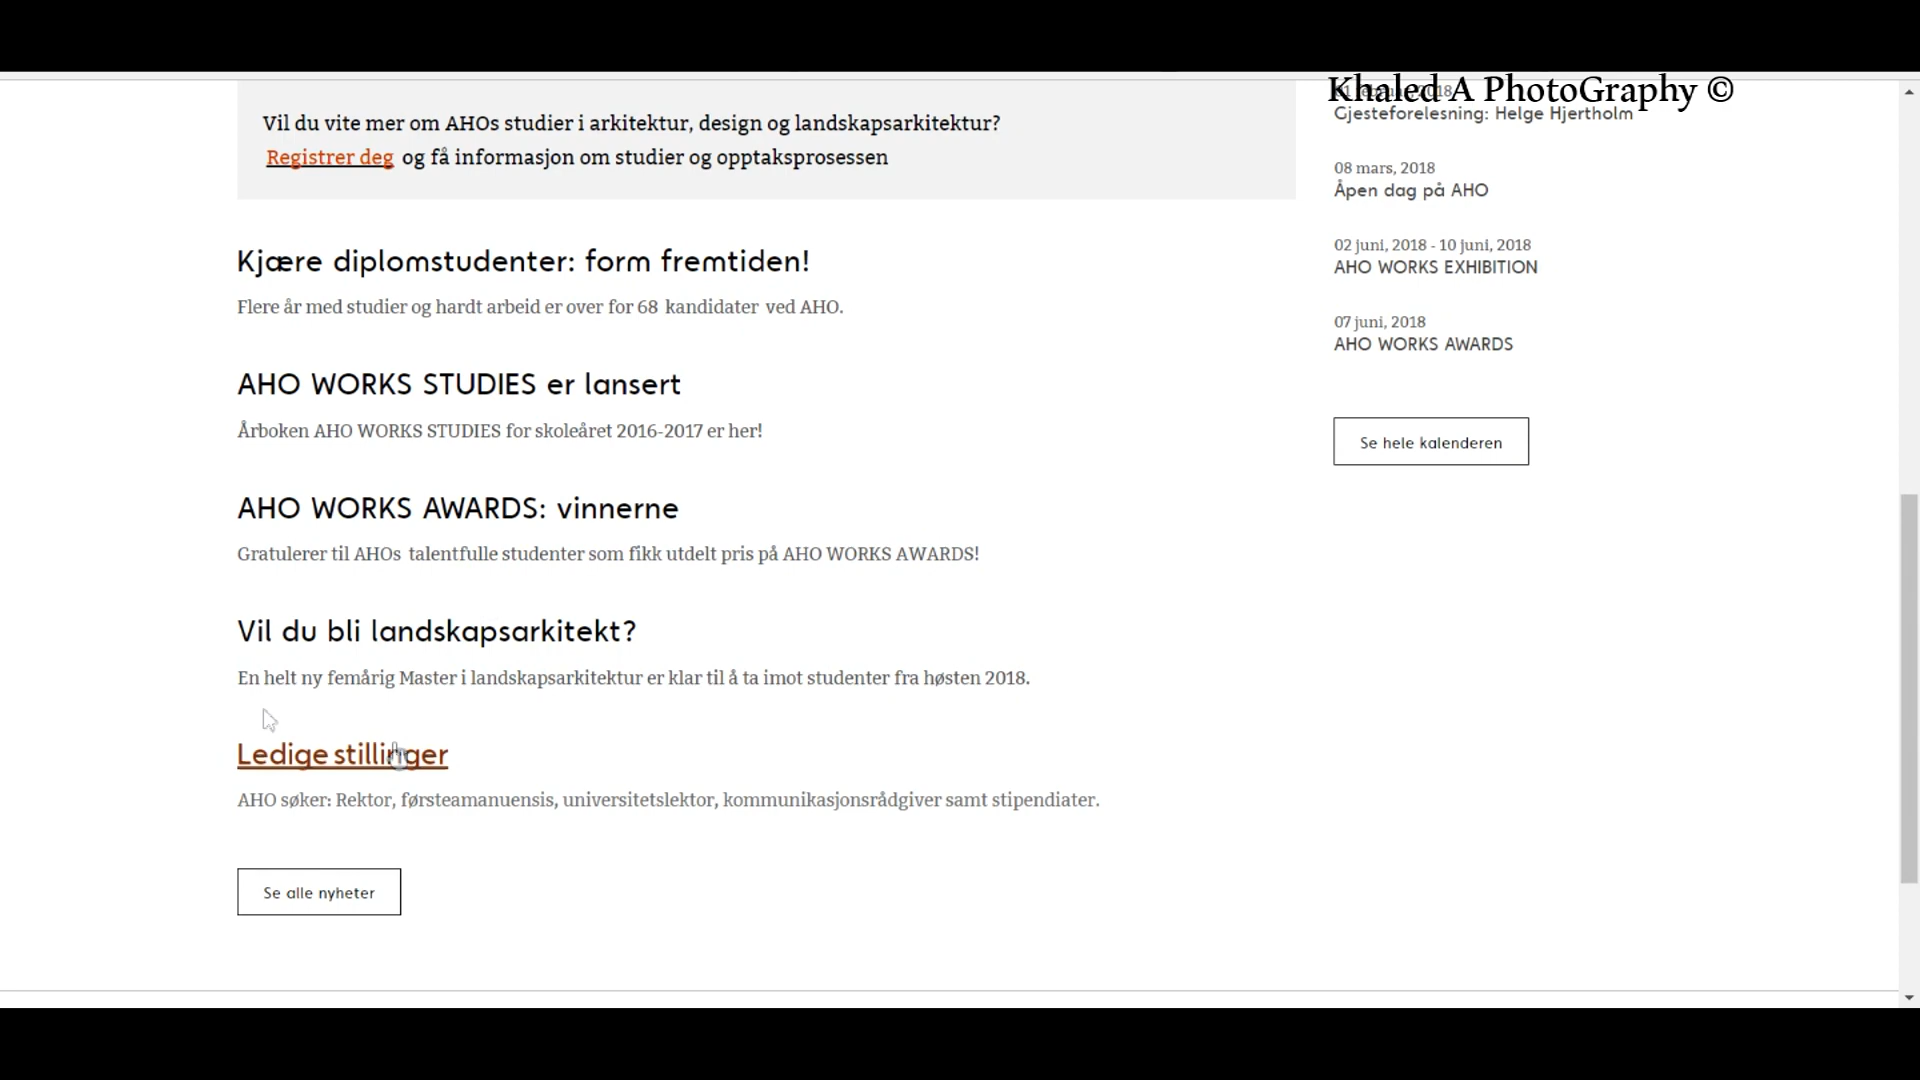 Khaled A PhotoGraphy ©
Vil du vite mer om AHOs studier i arkitektur, design og landskapsarkitektur?
Registrer deg og få informasjon om studier og opptaksprosessen
Kjære diplomstudenter: form fremtiden!
Flere år med studier og hardt arbeid er over for 68 kandidater ved AHO.
AHO WORKS STUDIES er lansert
Årboken AHO WORKS STUDIES for skoleåret 2016-2017 er her!
AHO WORKS AWARDS: vinnerne
Gratulerer til AHOs talentfulle studenter som fikk utdelt pris på AHO WORKS AWARDS!
Vil du bli landskapsarkitekt?
En helt ny femårig Master i landskapsarkitektur er klar til å ta imot studenter fra høsten 2018.
Ledige stillinger
AHO søker: Rektor, førsteamanuensis, universitetslektor, kommunikasjonsrådgiver samt stipendiater.
Se alle nyheter
2018
Gjesteforelesning: Helge Hjertholm
08 mars, 2018
Åpen dag på AHO
02 juni, 2018 - 10 juni, 2018
AHO WORKS EXHIBITION
07 juni, 2018
AHO WORKS AWARDS
Se hele kalenderen